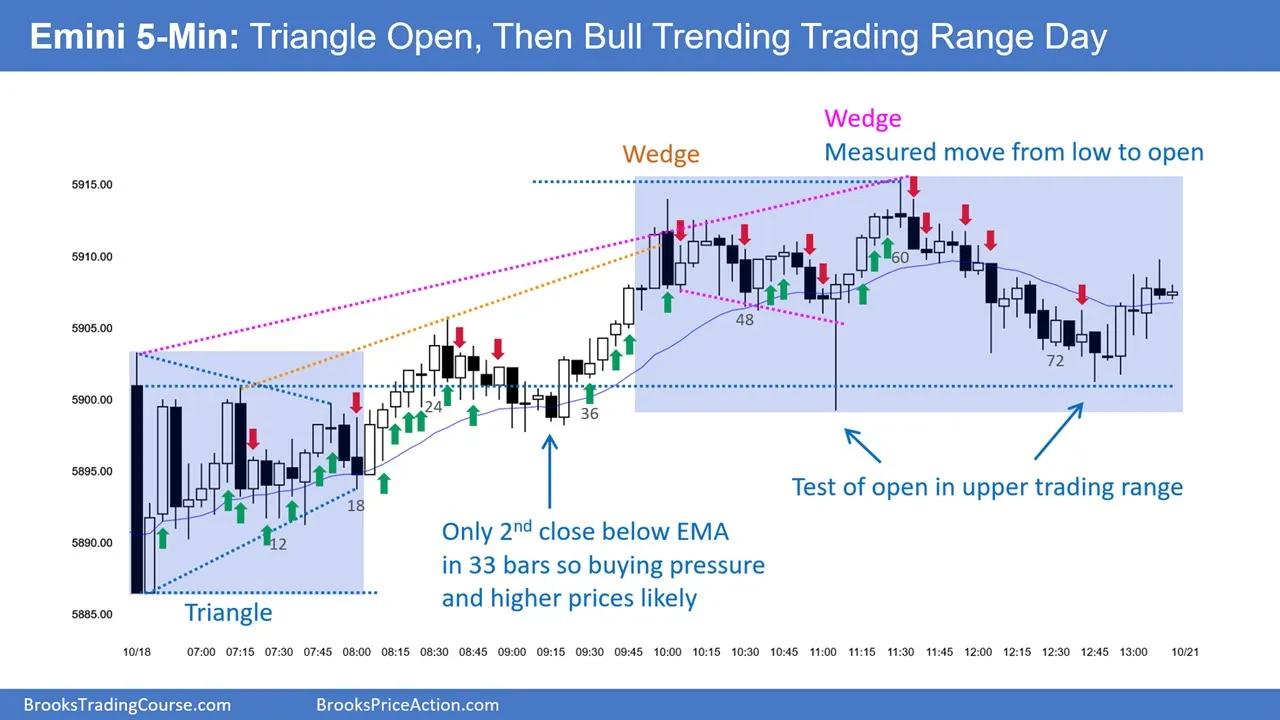 Emini 5-Min: Triangle Open, Then Bull Trending Trading Range Day
Wedge
Measured move from low to open
Wedge
5915.00
5910.00
5905.00
5900.00
5895.00
5890.00
5885.00
12
18
24
36
48
60
72
Test of open in upper trading range
Only 2nd close below EMA
in 33 bars so buying pressure
and higher prices likely
Triangle
10/18 07:00 07:15 07:30 07:45 08:00 08:15 08:30 08:45 09:00 09:15 09:30 09:45 10:00 10:15 10:30 10:45 11:00 11:15 11:30 11:45 12:00 12:15 12:30 12:45 13:00 10/21
BrooksTradingCourse.com BrooksPriceAction.com